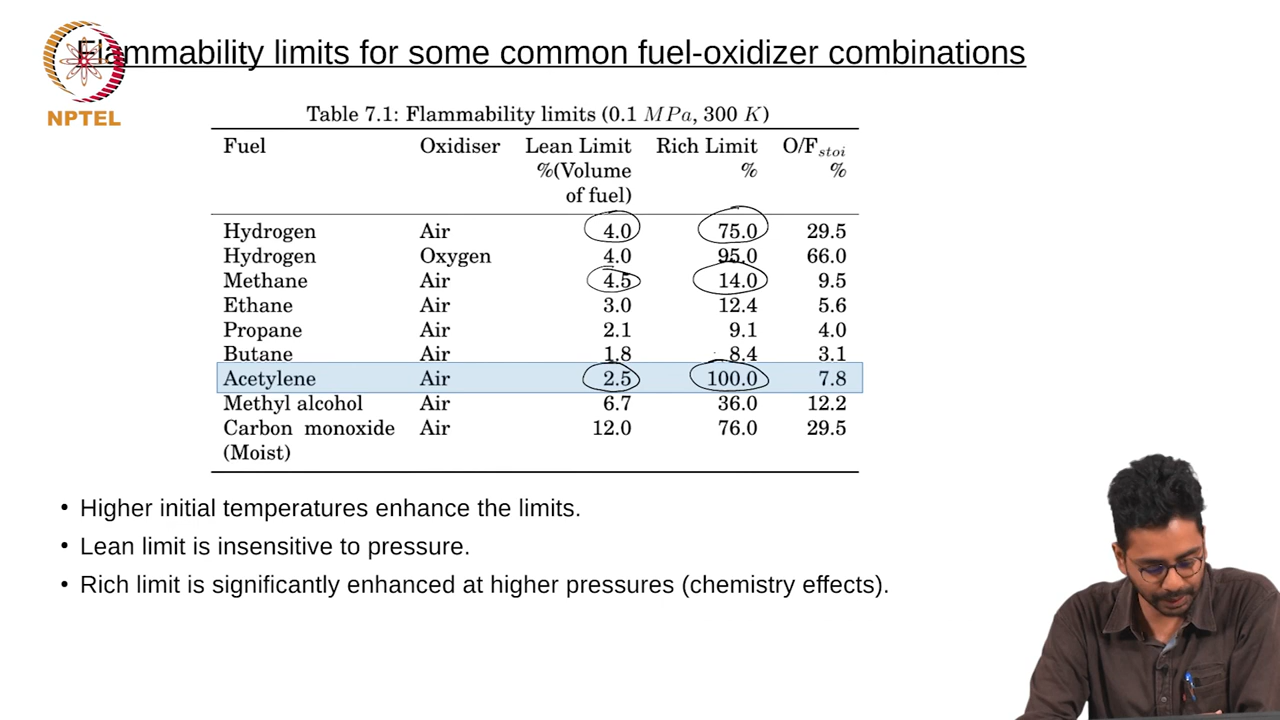 Flammability limits for some common fuel-oxidizer combinations
NPTEL
Table 7.1: Flammability limits (0.1 MPa, 300 K)
Fuel Oxidiser Lean Limit Rich Limit O/Fstoi
%(Volume % %
of fuel)
Hydrogen Air 4.0 75.0 29.5
Hydrogen Oxygen 4.0 95.0 66.0
Methane Air 4.5 14.0 9.5
Ethane Air 3.0 12.4 5.6
Propane Air 2.1 9.1 4.0
Butane Air 1.8 8.4 3.1
Acetylene Air 2.5 100.0 7.8
Methyl alcohol Air 6.7 36.0 12.2
Carbon monoxide Air 12.0 76.0 29.5
(Moist)
• Higher initial temperatures enhance the limits.
• Lean limit is insensitive to pressure.
• Rich limit is significantly enhanced at higher pressures (chemistry effects).